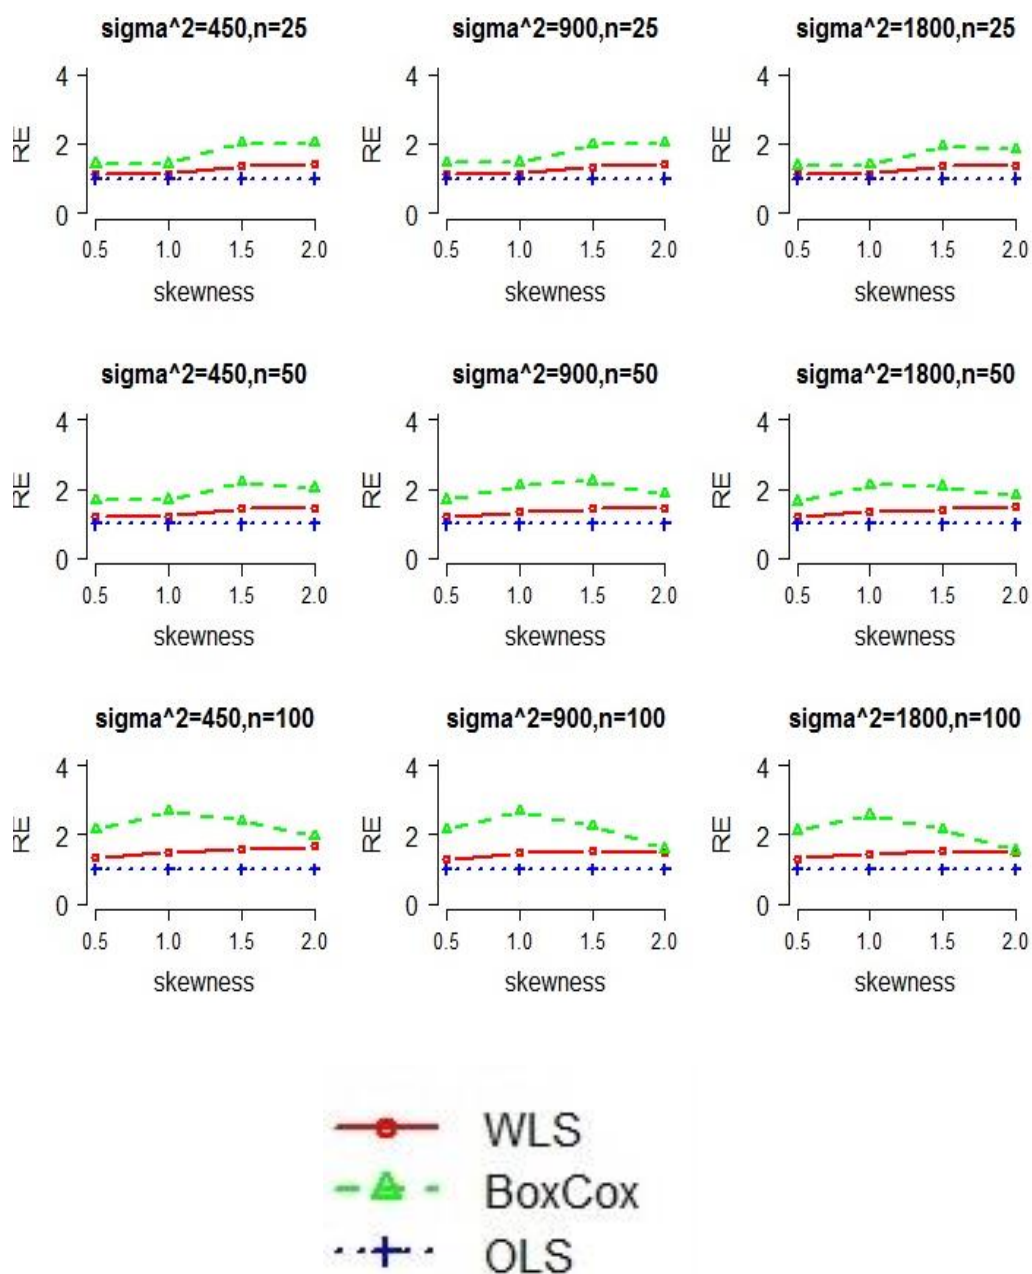 sigma^2=450,n=25 sigma^2=900,n=25 sigma^2=1800,n=25
4 4 4
RE 2 RE 2 RE 2
0 0 0
0.5 1.0 1.5 2.0 0.5 1.0 1.5 2.0 0.5 1.0 1.5 2.0
skewness skewness skewness
sigma^2=450,n=50 sigma^2=900,n=50 sigma^2=1800,n=50
4 4 4
RE 2 RE 2 RE 2
0 0 0
0.5 1.0 1.5 2.0 0.5 1.0 1.5 2.0 0.5 1.0 1.5 2.0
skewness skewness skewness
sigma^2=450,n=100 sigma^2=900,n=100 sigma^2=1800,n=100
4 4 4
RE 2 RE 2 RE 2
0 0 0
0.5 1.0 1.5 2.0 0.5 1.0 1.5 2.0 0.5 1.0 1.5 2.0
skewness skewness skewness
WLS
BoxCox
OLS